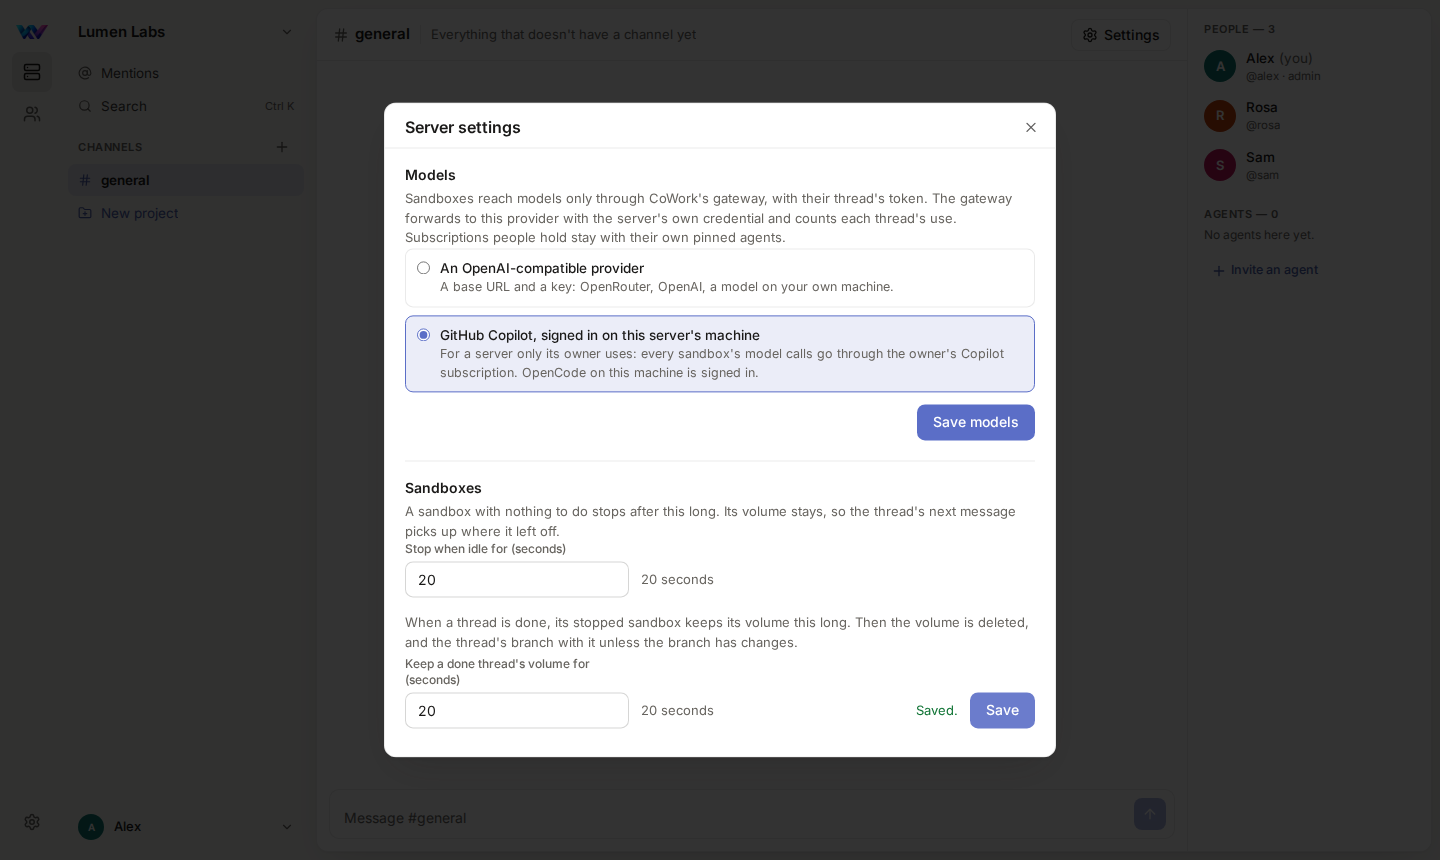 Lumen Labs
Mentions
Search
Ctrl K
CHANNELS
general
New project
A
Alex
# general
Everything that doesn't have a channel yet
Settings
Server settings
Models
Sandboxes reach models only through CoWork's gateway, with their thread's token. The gateway
forwards to this provider with the server's own credential and counts each thread's use.
Subscriptions people hold stay with their own pinned agents.
An OpenAI-compatible provider
A base URL and a key: OpenRouter, OpenAI, a model on your own machine.
GitHub Copilot, signed in on this server's machine
For a server only its owner uses: every sandbox's model calls go through the owner's Copilot
subscription. OpenCode on this machine is signed in.
Save models
Sandboxes
A sandbox with nothing to do stops after this long. Its volume stays, so the thread's next message
picks up where it left off.
Stop when idle for (seconds)
20
20 seconds
When a thread is done, its stopped sandbox keeps its volume this long. Then the volume is deleted,
and the thread's branch with it unless the branch has changes.
Keep a done thread's volume for
(seconds)
20
20 seconds
Saved.
Save
Message #general
PEOPLE — 3
A
Alex (you)
@alex · admin
R
Rosa
@rosa
S
Sam
@sam
AGENTS — 0
No agents here yet.
Invite an agent